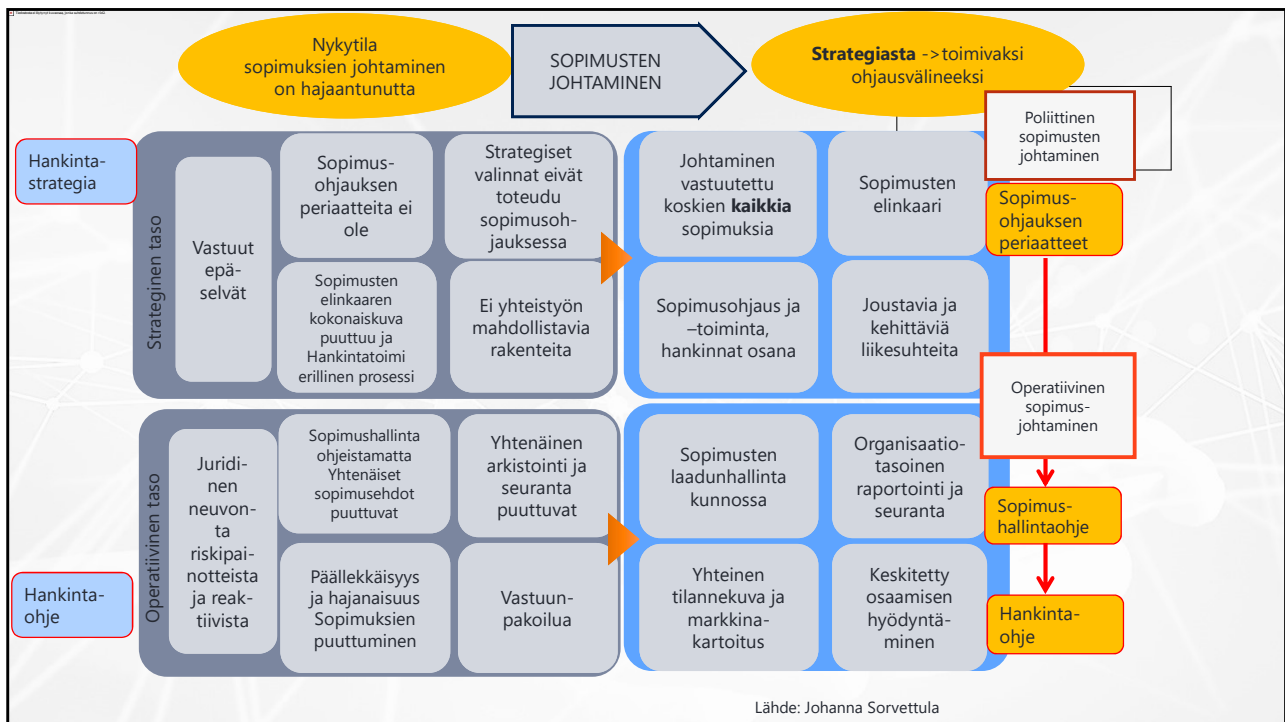 Nykytila
sopimuksien johtaminen
on hajaantunutta
SOPIMUSTEN
JOHTAMINEN
Strategiasta ->toimivaksi
ohjausvälineeksi
Poliittinen
sopimusten
johtaminen
Hankinta-
strategia
Strateginen taso
Vastuut
epä-
selvät
Sopimus-
ohjauksen
periaatteita ei
ole
Strategiset
valinnat eivät
toteudu
sopimusoh-
jauksessa
Sopimusten
elinkaaren
kokonaiskuva
puuttuu ja
Hankintatoimi
erillinen prosessi
Ei yhteistyön
mahdollistavia
rakenteita
Johtaminen
vastuutettu
koskien kaikkia
sopimuksia
Sopimusten
elinkaari
Sopimusohjaus ja
–toiminta,
hankinnat osana
Joustavia ja
kehittäviä
liikesuhteita
Sopimus-
ohjauksen
periaatteet
Operatiivinen
sopimus-
johtaminen
Operatiivinen taso
Juridi-
nen
neuvon-
ta
riskipai-
notteista
ja reak-
tiivista
Sopimushallinta
ohjeistamatta
Yhtenäiset
sopimusehdot
puuttuvat
Yhtenäinen
arkistointi ja
seuranta
puuttuvat
Päällekkäisyys
ja hajanaisuus
Sopimuksien
puuttuminen
Vastuun-
pakoilua
Sopimusten
laadunhallinta
kunnossa
Organisaatio-
tasoinen
raportointi ja
seuranta
Yhteinen
tilannekuva ja
markkina-
kartoitus
Keskitetty
osaamisen
hyödyntä-
minen
Sopimus-
hallintaohje
Hankinta-
ohje
Hankinta-
ohje
Lähde: Johanna Sorvettula